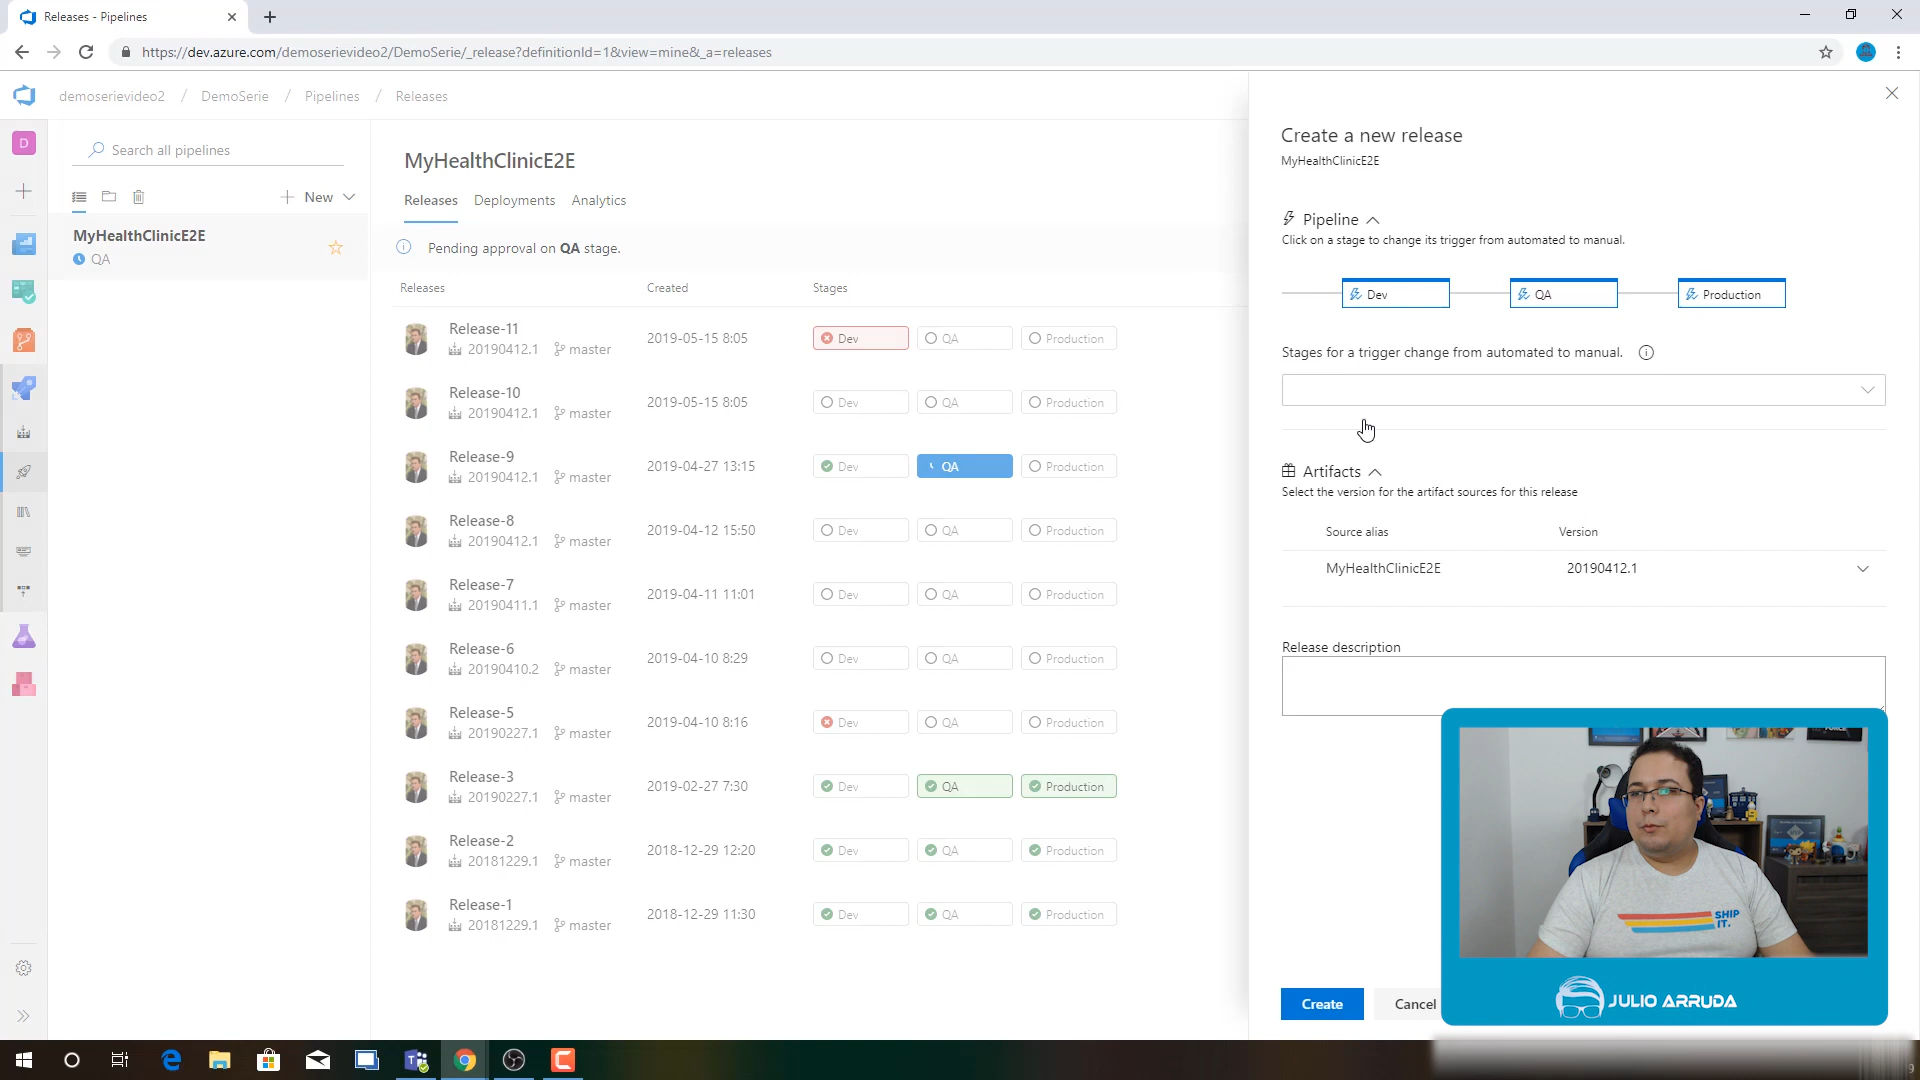 Releases - Pipelines
https://dev.azure.com/demoserievideo2/DemoSerie/_release?definitionId=1&view=mine&_a=releases
demoserievideo2 / DemoSerie / Pipelines / Releases
D
Search all pipelines
New
MyHealthClinicE2E
QA
MyHealthClinicE2E
Releases Deployments Analytics
Pending approval on QA stage.
Releases Created Stages
Release-11
20190412.1 master
2019-05-15 8:05
Dev QA Production
Release-10
20190412.1 master
2019-05-15 8:05
Dev QA Production
Release-9
20190412.1 master
2019-04-27 13:15
Dev QA Production
Release-8
20190412.1 master
2019-04-12 15:50
Dev QA Production
Release-7
20190411.1 master
2019-04-11 11:01
Dev QA Production
Release-6
20190410.2 master
2019-04-10 8:29
Dev QA Production
Release-5
20190227.1 master
2019-04-10 8:16
Dev QA Production
Release-3
20190227.1 master
2019-02-27 7:30
Dev QA Production
Release-2
20181229.1 master
2018-12-29 12:20
Dev QA Production
Release-1
20181229.1 master
2018-12-29 11:30
Dev QA Production
Create a new release
MyHealthClinicE2E
Pipeline
Click on a stage to change its trigger from automated to manual.
Dev QA Production
Stages for a trigger change from automated to manual.
Artifacts
Select the version for the artifact sources for this release
Source alias Version
MyHealthClinicE2E 20190412.1
Release description
Create Cancel
SHIP
IT.
JULIO ARRUDA